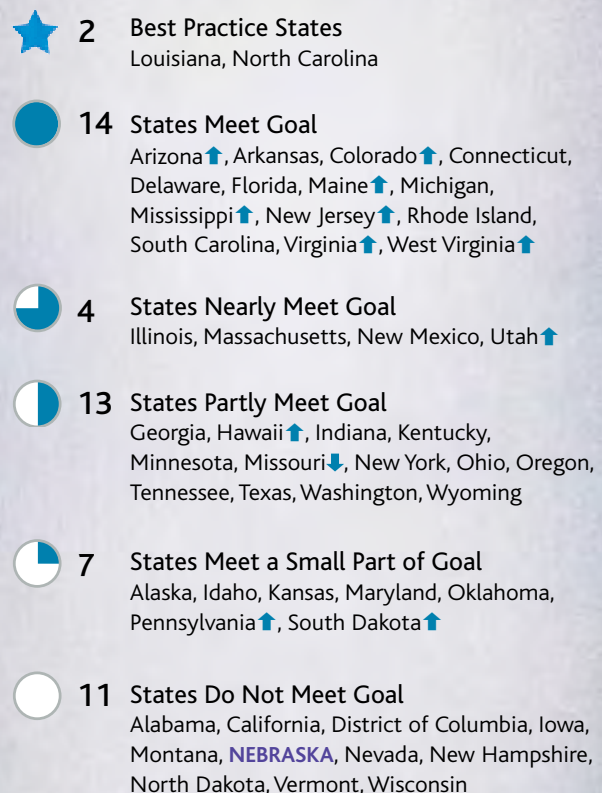 2 Best Practice States
Louisiana, North Carolina
14 States Meet Goal
Arizona⬆, Arkansas, Colorado⬆, Connecticut,
Delaware, Florida, Maine⬆, Michigan,
Mississippi⬆, New Jersey⬆, Rhode Island,
South Carolina, Virginia⬆, West Virginia⬆
4 States Nearly Meet Goal
Illinois, Massachusetts, New Mexico, Utah⬆
13 States Partly Meet Goal
Georgia, Hawaii⬆, Indiana, Kentucky,
Minnesota, Missouri⬇, New York, Ohio, Oregon,
Tennessee, Texas, Washington, Wyoming
7 States Meet a Small Part of Goal
Alaska, Idaho, Kansas, Maryland, Oklahoma,
Pennsylvania⬆, South Dakota⬆
11 States Do Not Meet Goal
Alabama, California, District of Columbia, Iowa,
Montana, NEBRASKA, Nevada, New Hampshire,
North Dakota, Vermont, Wisconsin